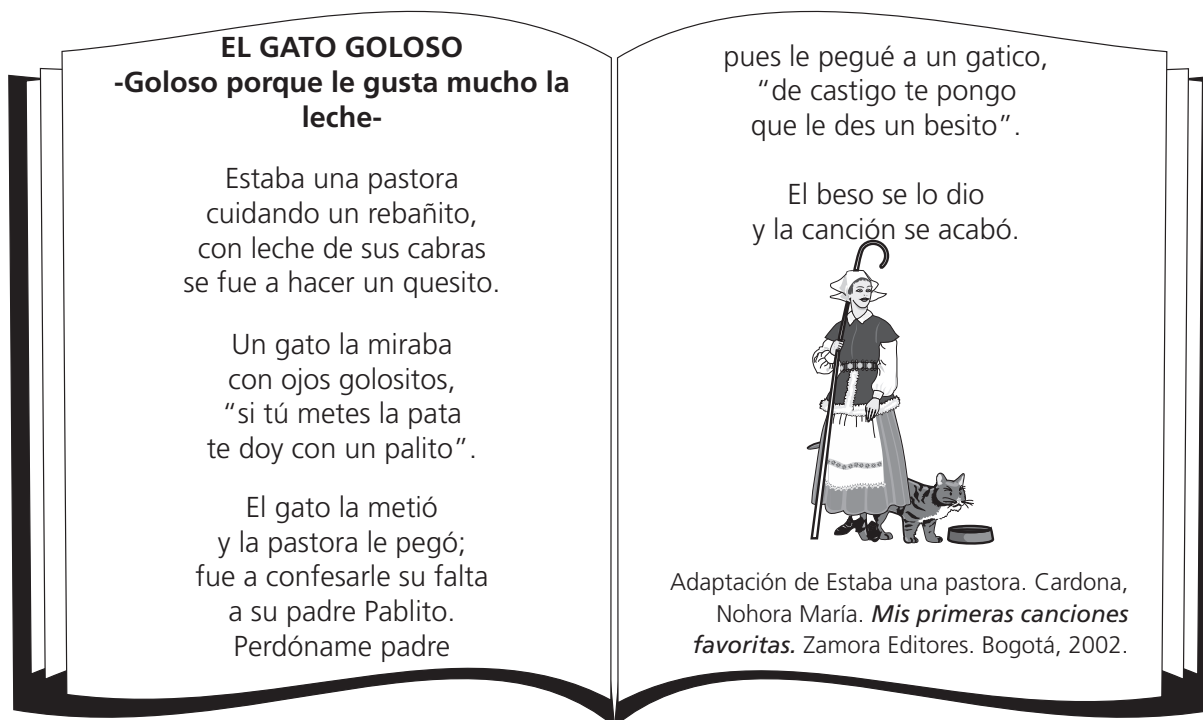 EL GATO GOLOSO
-Goloso porque le gusta mucho la
leche-
Estaba una pastora
cuidando un rebañito,
con leche de sus cabras
se fue a hacer un quesito.
Un gato la miraba
con ojos golositos,
“si tú metes la pata
te doy con un palito”.
El gato la metió
y la pastora le pegó;
fue a confesarle su falta
a su padre Pablito.
Perdóname padre
pues le pegué a un gatico,
“de castigo te pongo
que le des un besito”.
El beso se lo dio
y la canción se acabó.
Adaptación de Estaba una pastora. Cardona,
Nohora María. Mis primeras canciones
favoritas. Zamora Editores. Bogotá, 2002.